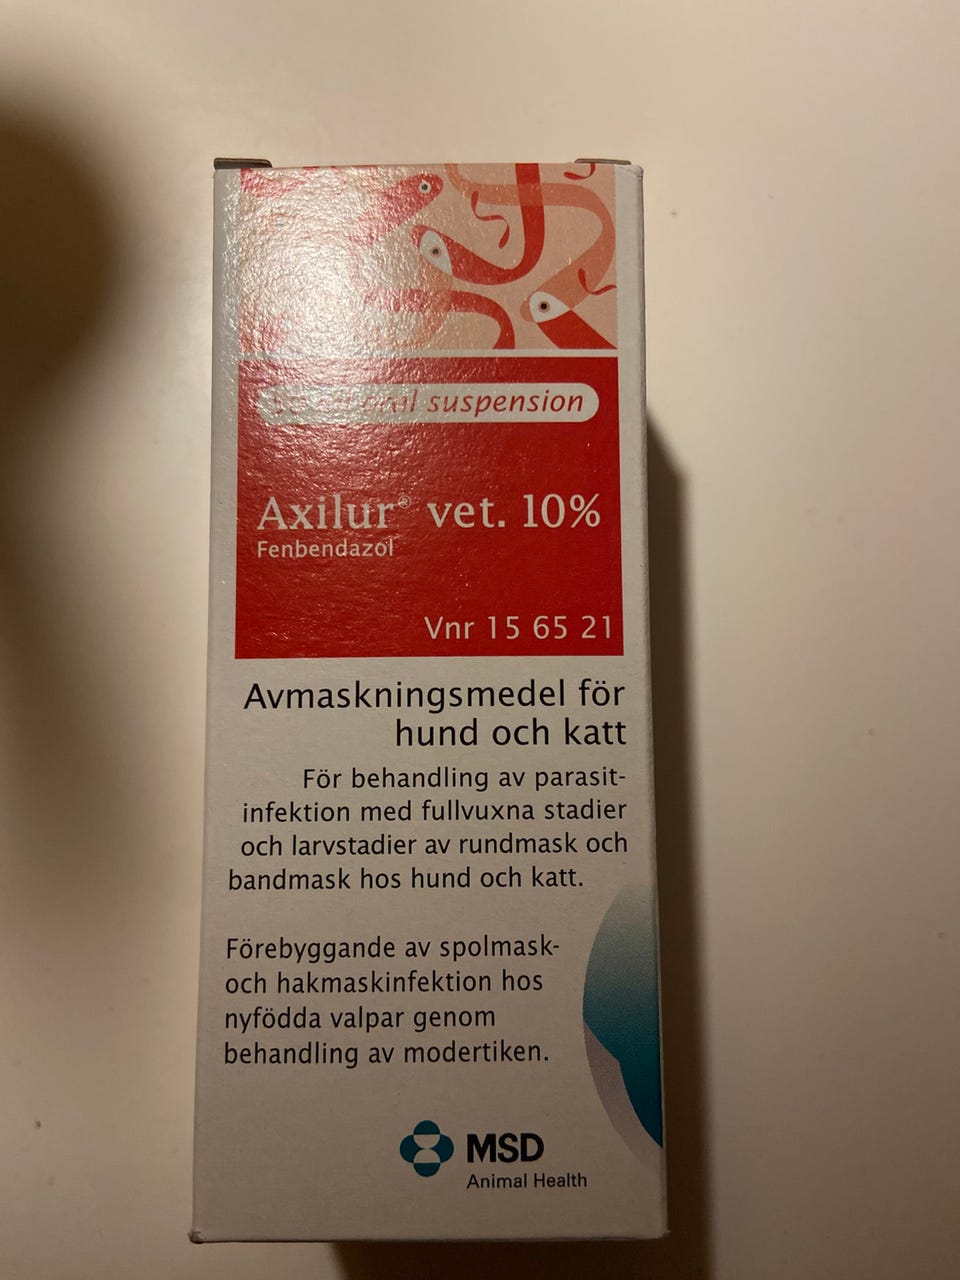 oral suspension
Axilur® vet. 10%
Fenbendazol
Vnr 15 65 21
Avmaskningsmedel för
hund och katt
För behandling av parasit-
infektion med fullvuxna stadier
och larvstadier av rundmask och
bandmask hos hund och katt.
Förebyggande av spolmask-
och hakmaskinfektion hos
nyfödda valpar genom
behandling av modertiken.
MSD
Animal Health